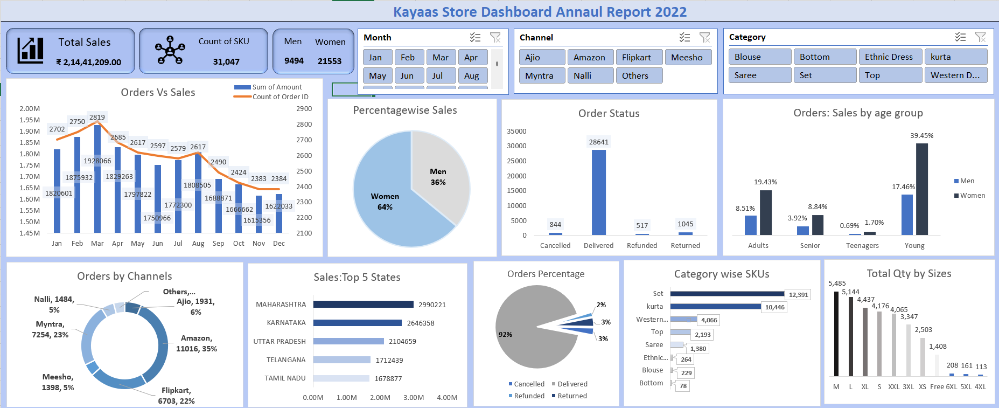 Kayaas Store Dashboard Annaul Report 2022
Total Sales
₹ 2,14,41,209.00
Count of SKU
31,047
Men Women
9494 21553
Month
Jan Feb Mar Apr
May Jun Jul Aug
Channel
Ajio Amazon Flipkart Meesho
Myntra Nalli Others
Category
Blouse Bottom Ethnic Dress kurta
Saree Set Top Western D...
Orders Vs Sales
Sum of Amount
Count of Order ID
2.00M
1.95M
1.90M
1.85M
1.80M
1.75M
1.70M
1.65M
1.60M
1.55M
1.50M
1.45M
2702 2750 2819 2685 2617 2597 2579 2617 2490 2424 2383 2384
1820601 1875932 1928066 1829263 1797822 1750966 1772300 1808505 1688871 1666662 1615356 1622033
2900
2800
2700
2600
2500
2400
2300
2200
2100
Jan Feb Mar Apr May Jun Jul Aug Sep Oct Nov Dec
Percentagewise Sales
Men
36%
Women
64%
Order Status
35000
30000
25000
20000
15000
10000
5000
0
844 28641 517 1045
Cancelled Delivered Refunded Returned
Orders: Sales by age group
8.51% 19.43% 3.92% 8.84% 0.69% 1.70% 17.46% 39.45%
Adults Senior Teenagers Young
Men
Women
Orders by Channels
Others,...
Ajio, 1931,
6%
Amazon,
11016, 35%
Flipkart,
6703, 22%
Meesho,
1398, 5%
Myntra,
7254, 23%
Nalli, 1484,
5%
Sales:Top 5 States
MAHARASHTRA 2990221
KARNATAKA 2646358
UTTAR PRADESH 2104659
TELANGANA 1712439
TAMIL NADU 1678877
0.00M 1.00M 2.00M 3.00M 4.00M
Orders Percentage
2%
3%
3%
92%
Cancelled Delivered
Refunded Returned
Category wise SKUs
Set 12,391
kurta 10,446
Western... 4,066
Top 2,193
Saree 1,380
Ethnic... 264
Blouse 229
Bottom 78
Total Qty by Sizes
5,485 5,144 4,437 4,176 4,065 3,347 2,503 1,408 208 161 113
M L XL S XXL 3XL XS Free 6XL 5XL 4XL